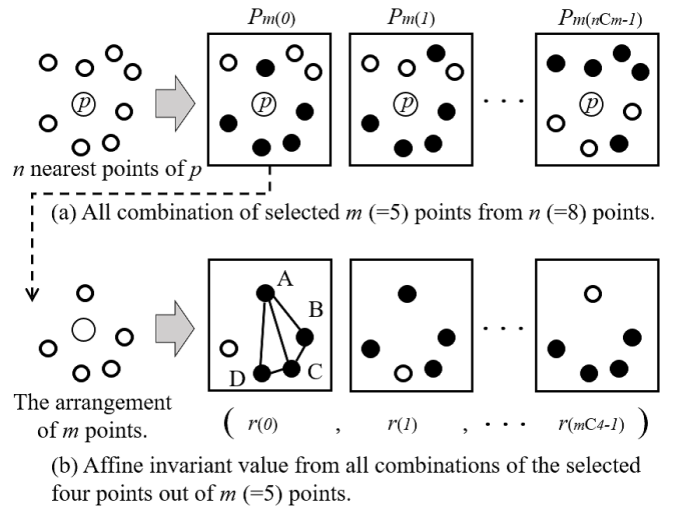 Pm(0) Pm(1) Pm(nCm-1)
p p p . . . p
n nearest points of p
(a) All combination of selected m (=5) points from n (=8) points.
A
B
C
D
. . .
The arrangement
of m points.
( r(0) , r(1) , . . . r(mC4-1) )
(b) Affine invariant value from all combinations of the selected
four points out of m (=5) points.